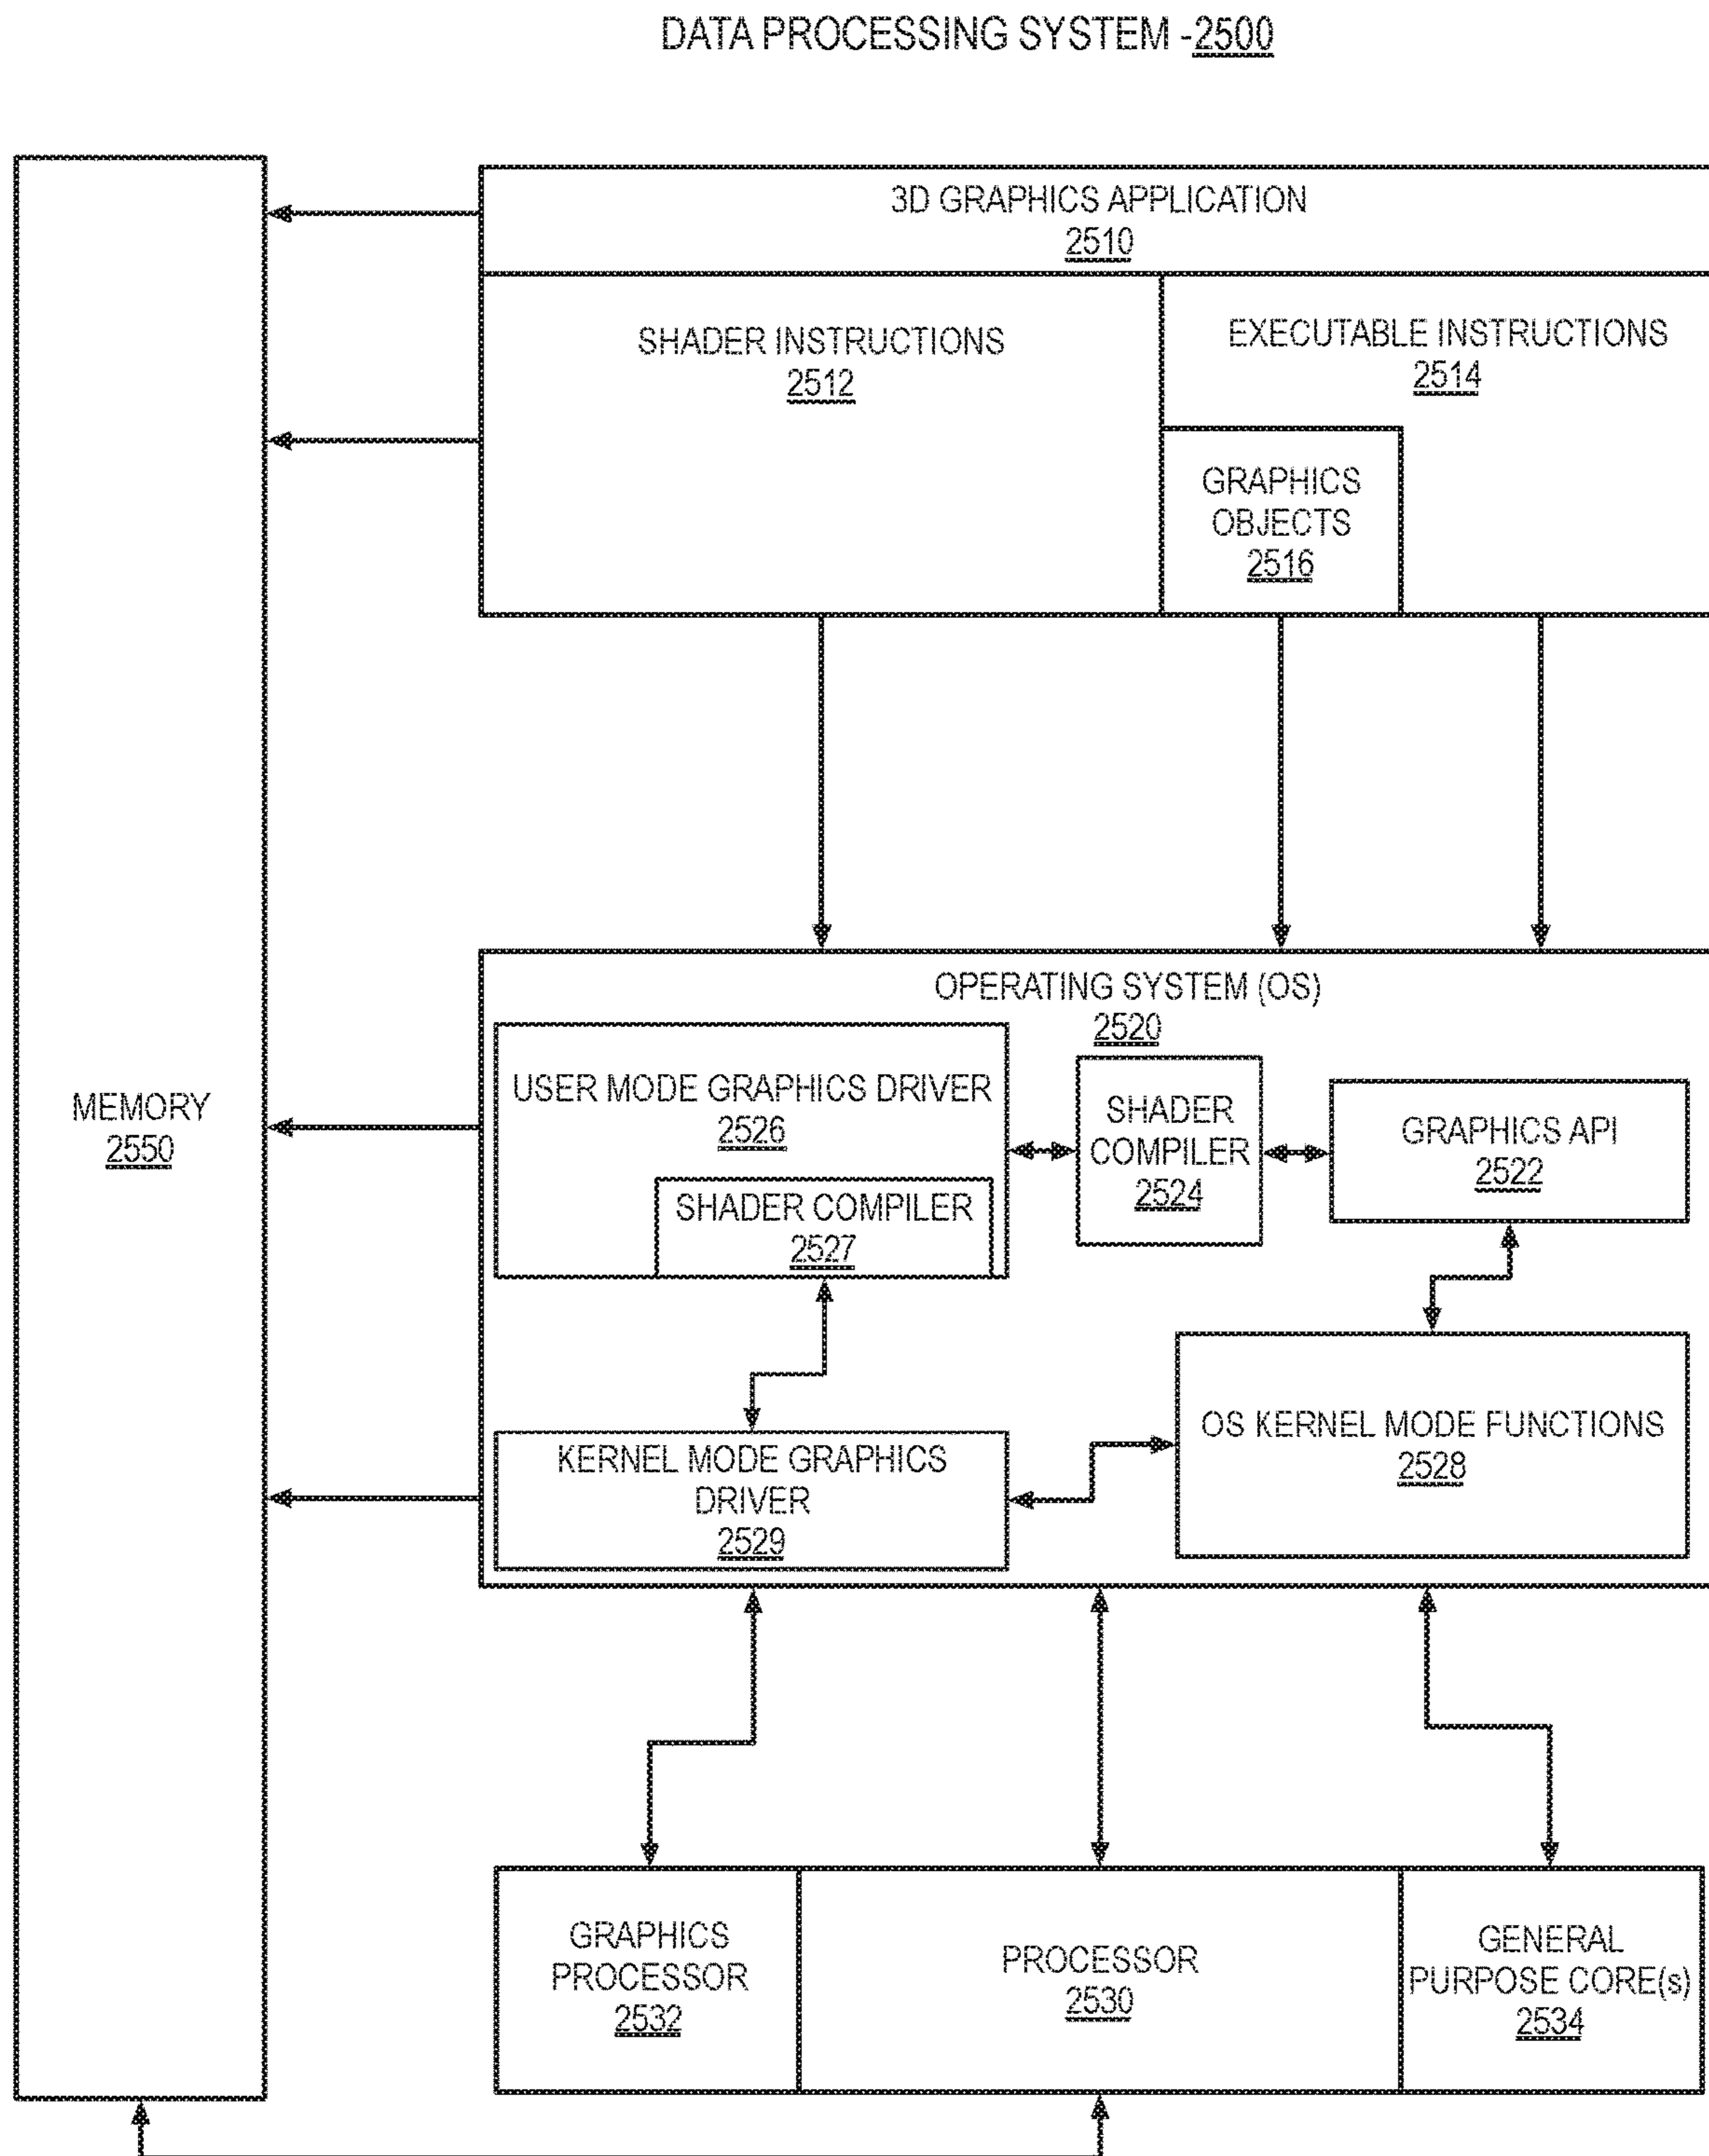 DATA PROCESSING SYSTEM -2500
3D GRAPHICS APPLICATION
2510
SHADER INSTRUCTIONS
2512
EXECUTABLE INSTRUCTIONS
2514
GRAPHICS
OBJECTS
2516
MEMORY
2550
OPERATING SYSTEM (OS)
2520
USER MODE GRAPHICS DRIVER
2526
SHADER COMPILER
2527
SHADER
COMPILER
2524
GRAPHICS API
2522
KERNEL MODE GRAPHICS
DRIVER
2529
OS KERNEL MODE FUNCTIONS
2528
GRAPHICS
PROCESSOR
2532
PROCESSOR
2530
GENERAL
PURPOSE CORE(s)
2534